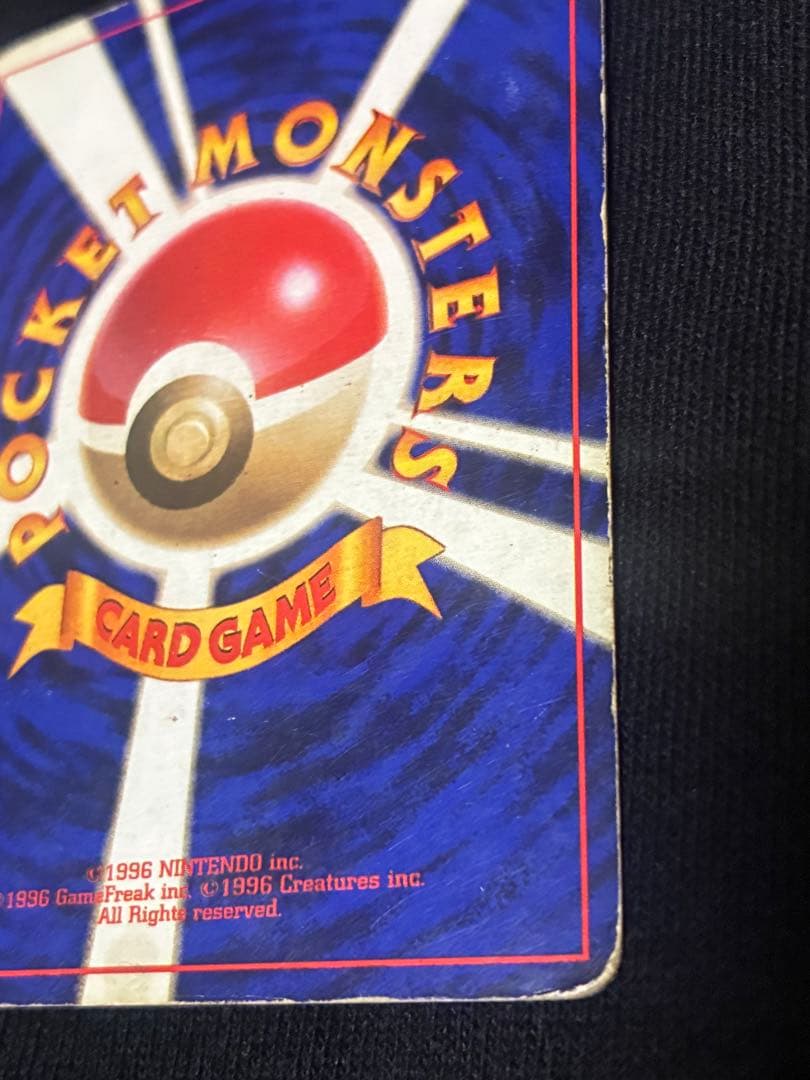 POCKET MONSTERS
CARD GAME
©1996 NINTENDO inc.
©1996 GameFreak inc. ©1996 Creatures inc.
All Rights reserved.